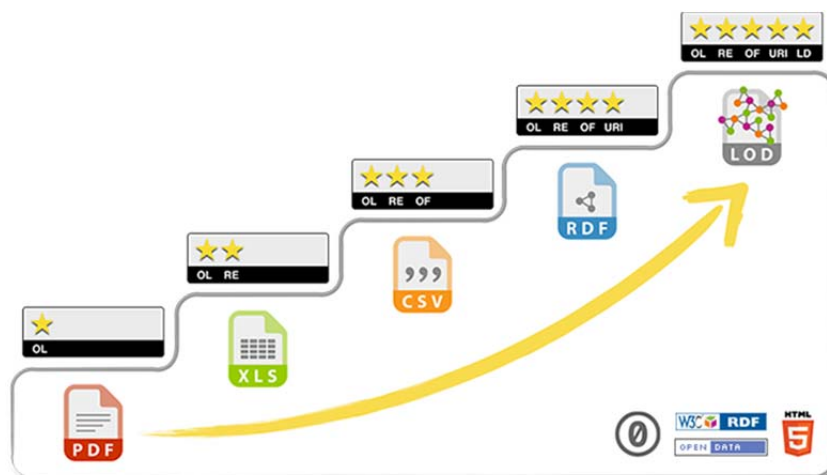 OL RE OF URI LD
LOD
OL RE OF URI
RDF
OL RE OF
CSV
OL RE
XLS
OL
PDF
0
W3C RDF
OPEN DATA
HTML
5